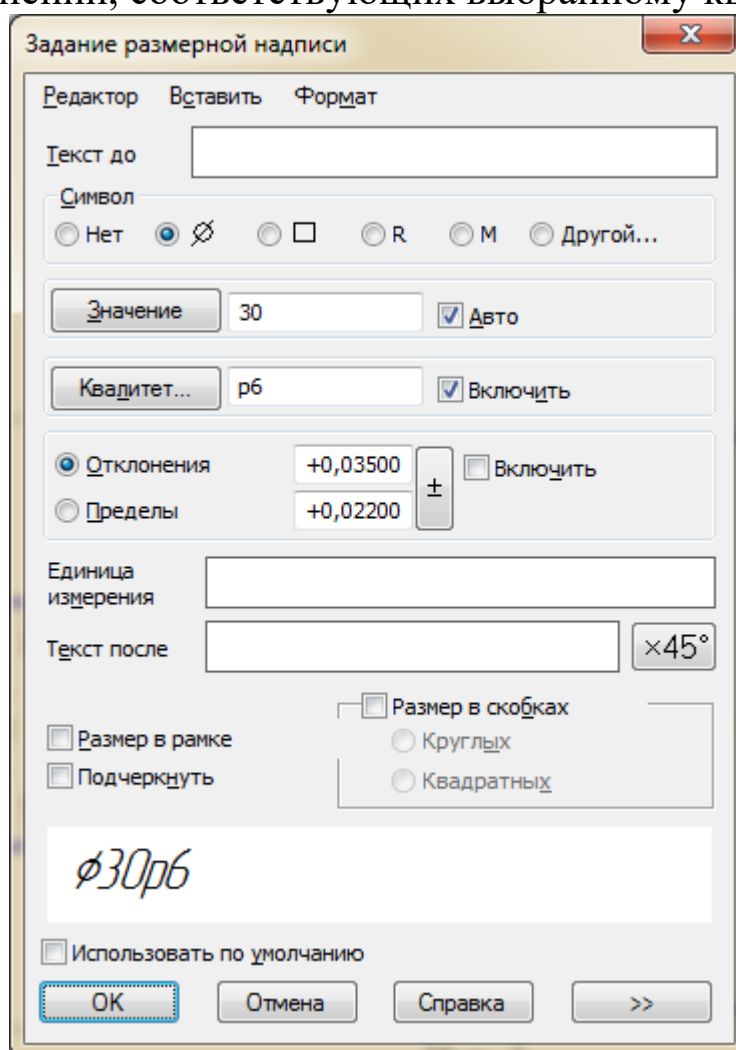 соответствующих выбранному
Задание размерной надписи
Редактор Вставить Формат
Текст до
Символ
Нет ∅ □ R M Другой...
Значение 30 Авто
Квалитет... p6 Включить
Отклонения +0,03500 ± Включить
Пределы +0,02200
Единица
измерения
Текст после ×45°
Размер в скобках
Размер в рамке Круглых
Подчеркнуть Квадратных
∅30p6
Использовать по умолчанию
OK Отмена Справка >>